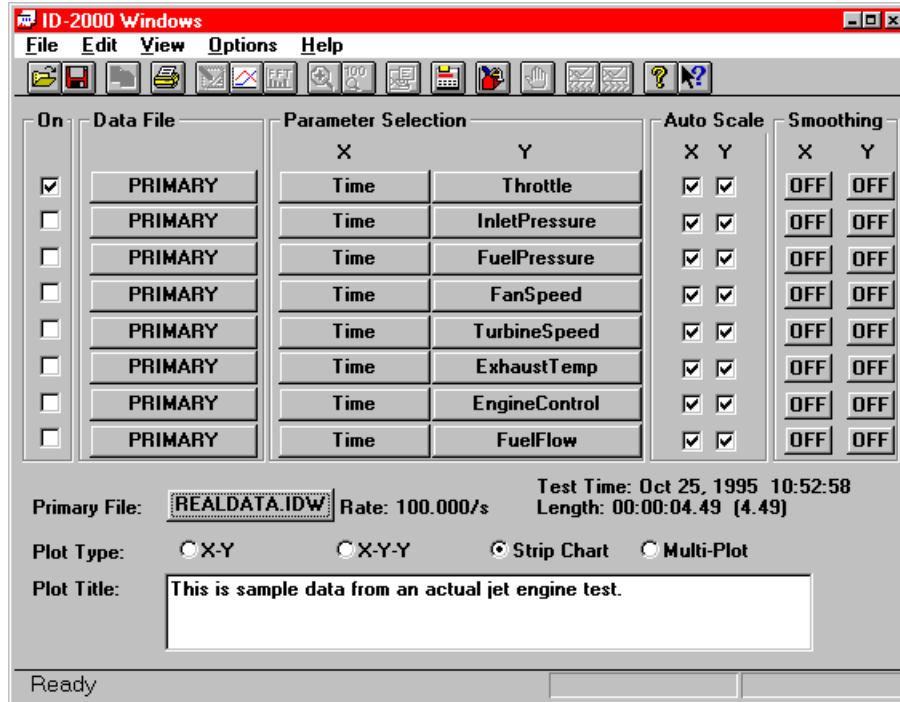 ID-2000 Windows
File Edit View Options Help
FFT 100
On Data File Parameter Selection Auto Scale Smoothing
X Y X Y X Y
PRIMARY Time Throttle OFF OFF
PRIMARY Time InletPressure OFF OFF
PRIMARY Time FuelPressure OFF OFF
PRIMARY Time FanSpeed OFF OFF
PRIMARY Time TurbineSpeed OFF OFF
PRIMARY Time ExhaustTemp OFF OFF
PRIMARY Time EngineControl OFF OFF
PRIMARY Time FuelFlow OFF OFF
Primary File: REALDATA.IDW Rate: 100.000/s Test Time: Oct 25, 1995 10:52:58
Length: 00:00:04.49 (4.49)
Plot Type: X-Y X-Y-Y Strip Chart Multi-Plot
Plot Title: This is sample data from an actual jet engine test.
Ready